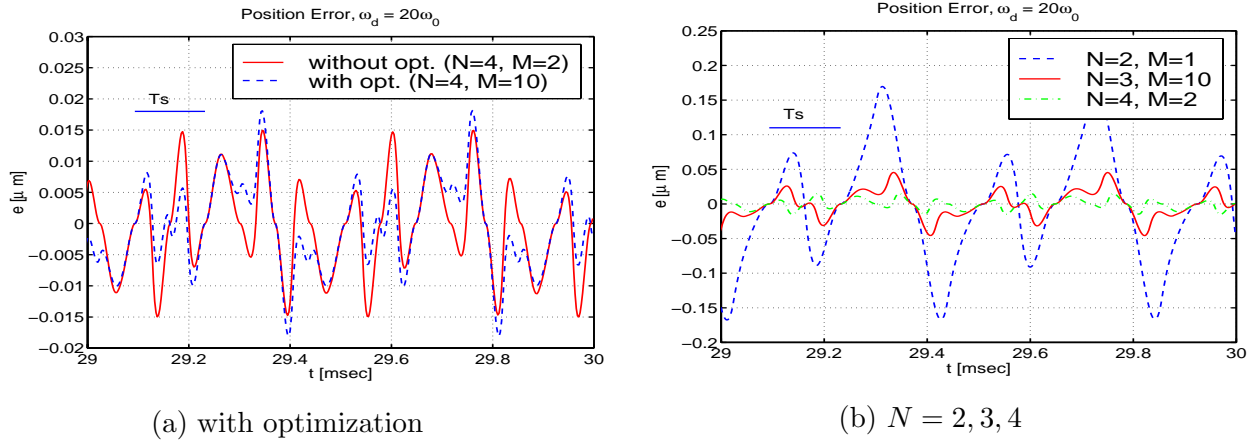 Position Error, ω_d = 20ω_0
0.03
0.025
0.02
0.015
0.01
0.005
0
−0.005
−0.01
−0.015
−0.02
e [μ m]
without opt. (N=4, M=2)
with opt. (N=4, M=10)
Ts
29 29.2 29.4 29.6 29.8 30
t [msec]
(a) with optimization
Position Error, ω_d = 20ω_0
0.25
0.2
0.15
0.1
0.05
0
−0.05
−0.1
−0.15
−0.2
e [μ m]
N=2, M=1
N=3, M=10
N=4, M=2
Ts
29 29.2 29.4 29.6 29.8 30
t [msec]
(b) N = 2, 3, 4